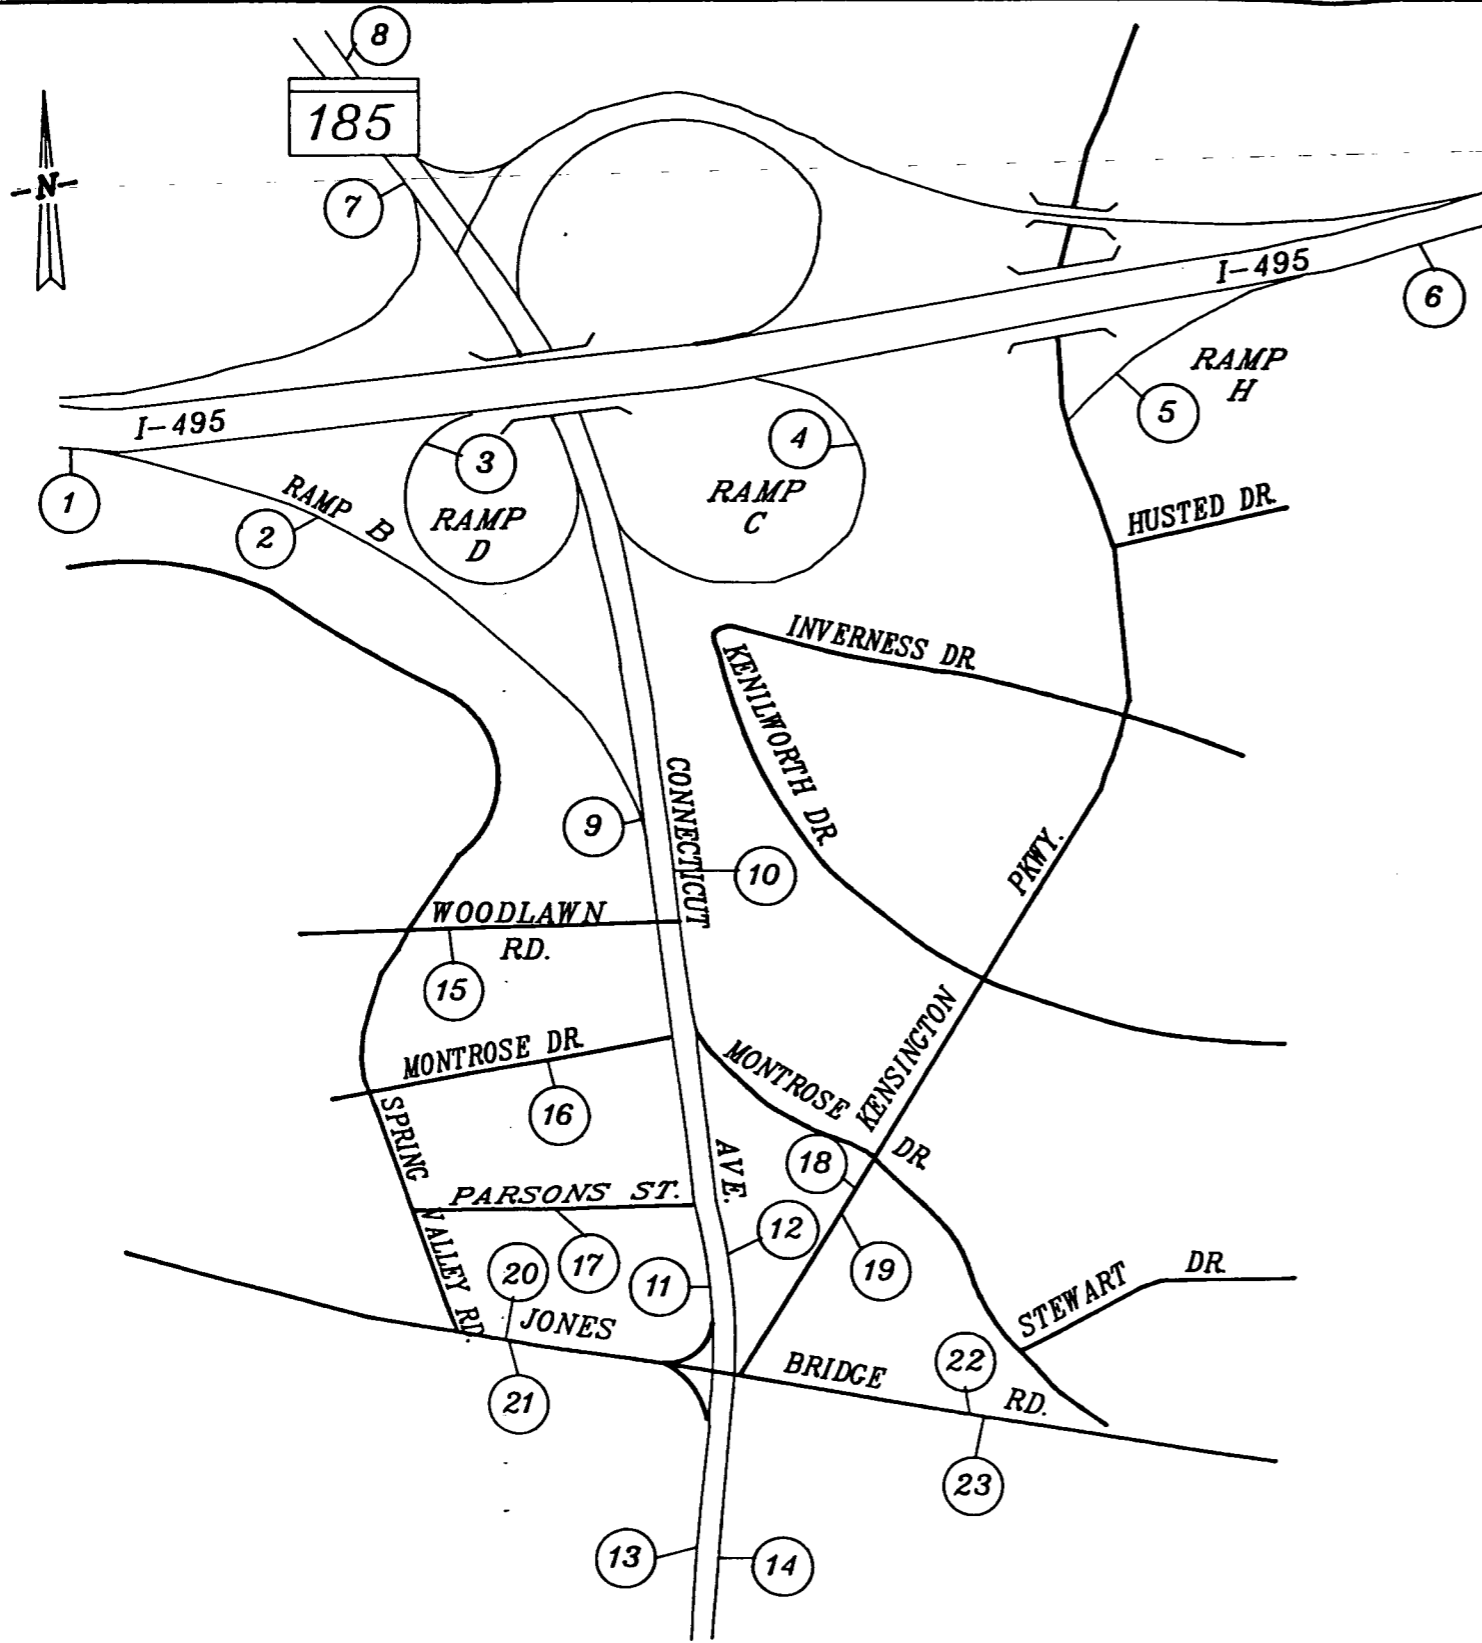 8
185
N
7
I-495
6
RAMP
H
5
I-495
3
4
1
RAMP B
2
RAMP
D
RAMP
C
HUSTED DR.
INVERNESS DR.
KENILWORTH DR.
CONNECTICUT
9
10
PKWY.
WOODLAWN
RD.
15
KENSINGTON
MONTROSE DR.
16
MONTROSE
DR.
SPRING
AVE.
18
PARSONS ST.
VALLEY RD.
17
12
19
20
11
JONES
STEWART DR.
BRIDGE
RD.
22
21
23
13
14